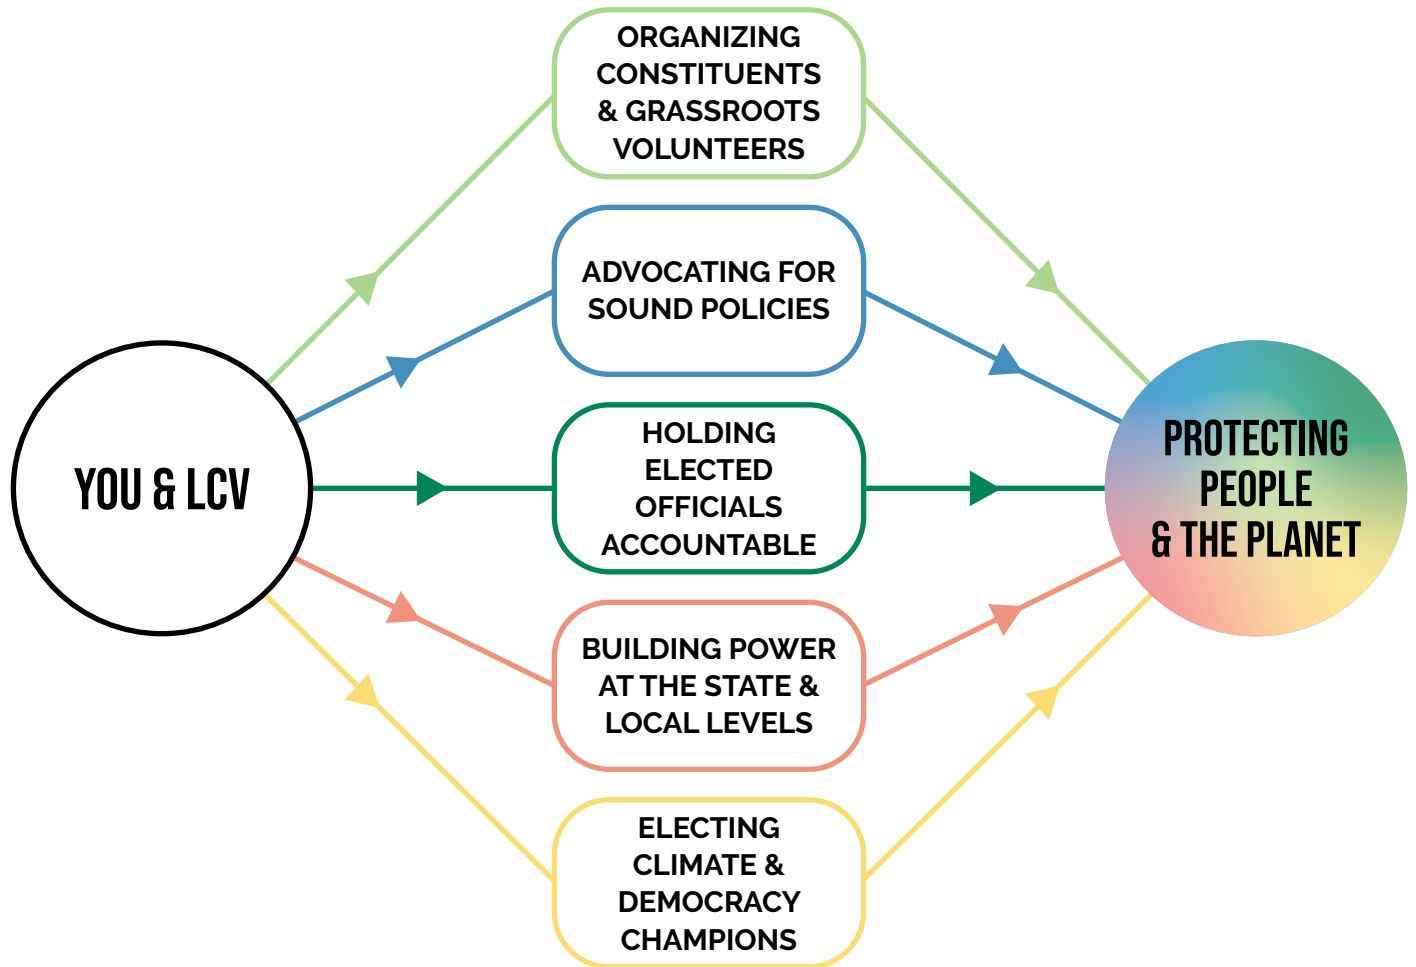 ORGANIZING
CONSTITUENTS
& GRASSROOTS
VOLUNTEERS
ADVOCATING FOR
SOUND POLICIES
YOU & LCV
HOLDING
ELECTED
OFFICIALS
ACCOUNTABLE
PROTECTING
PEOPLE
& THE PLANET
BUILDING POWER
AT THE STATE &
LOCAL LEVELS
ELECTING
CLIMATE &
DEMOCRACY
CHAMPIONS